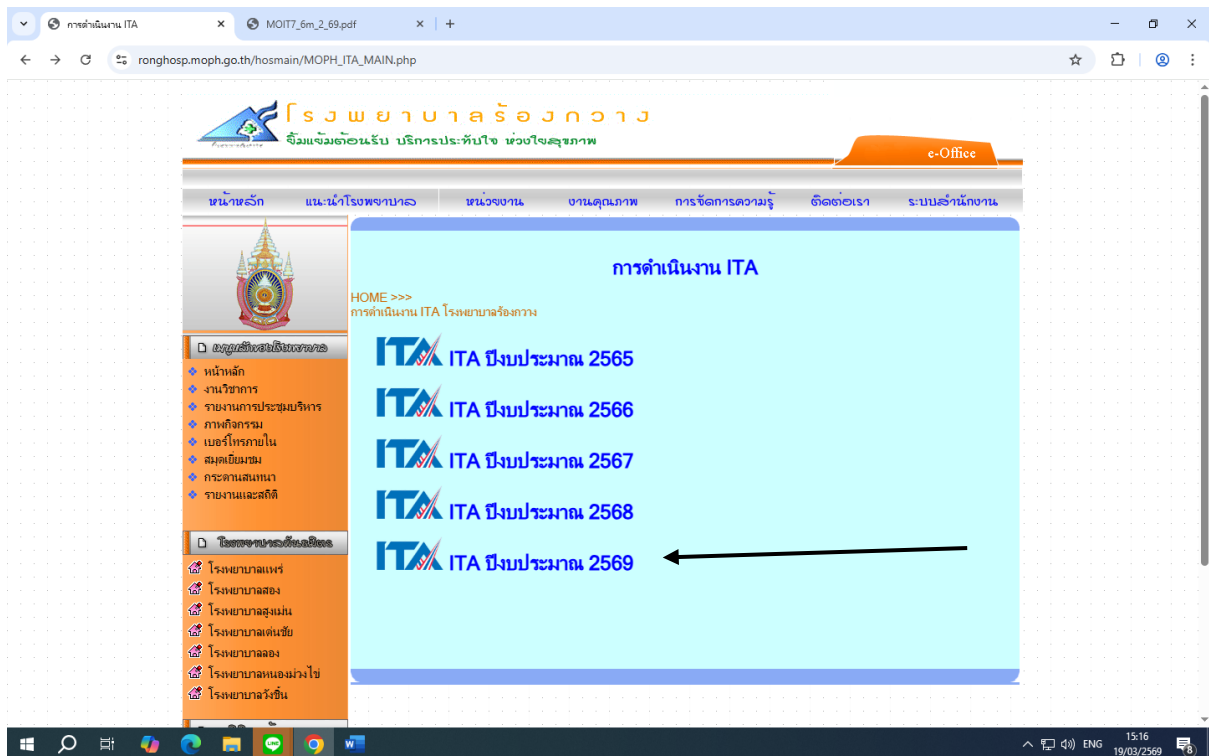 การดำเนินงาน ITA
MOIT7_6m_2_69.pdf
ronghosp.moph.go.th/hosmain/MOPH_ITA_MAIN.php
โรงพยาบาลร้องกวาง
ยิ้มแย้มต้อนรับ บริการประทับใจ ห่วงใยสุขภาพ
e-Office
หน้าหลัก แนะนำโรงพยาบาล หน่วยงาน งานคุณภาพ การจัดการความรู้ ติดต่อเรา ระบบสำนักงาน
การดำเนินงาน ITA
HOME >>>
การดำเนินงาน ITA โรงพยาบาลร้องกวาง
ITA ITA ปีงบประมาณ 2565
ITA ITA ปีงบประมาณ 2566
ITA ITA ปีงบประมาณ 2567
ITA ITA ปีงบประมาณ 2568
ITA ITA ปีงบประมาณ 2569
หน้าหลัก
งานวิชาการ
รายงานการประชุมบริหาร
ภาพกิจกรรม
เบอร์โทรภายใน
สมุดเยี่ยมชม
กระดานสนทนา
รายงานและสถิติ
โรงพยาบาลแพร่
โรงพยาบาลสอง
โรงพยาบาลสูงเม่น
โรงพยาบาลเด่นชัย
โรงพยาบาลลอง
โรงพยาบาลหนองม่วงไข่
โรงพยาบาลวังชิ้น
ENG
15:16
19/03/2569
8